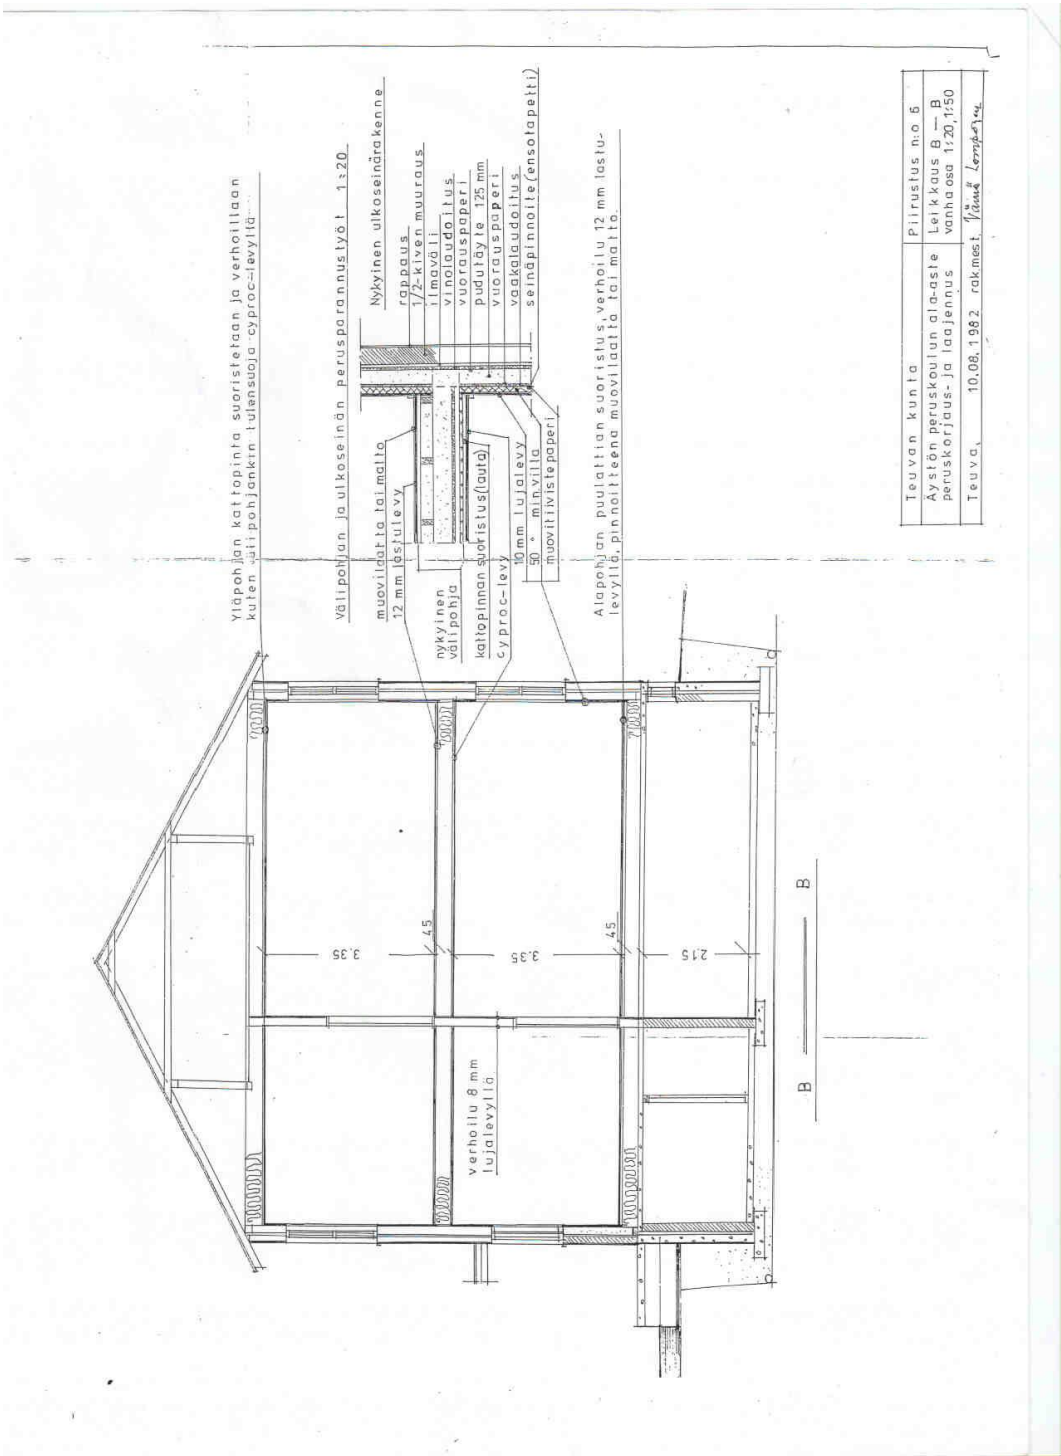 Yläpohjan kattopinta suoristetaan ja verhoillan
kuten välipohjankin tulensuoja cyproc-levyllä
Välipohjan ja ulkoseinän perusparannustyöt 1:20
Nykyinen ulkoseinärakenne
rappaus
1/2-kiven muuraus
ilmaväli
vinolaudoitus
vuorauspaperi
pudutäyte 125 mm
vuorauspaperi
vaakalaudoitus
seinäpinnoite (ensotapetti)
muovilaatta tai matto
12 mm lastulevy
nykyinen
välipohja
kattopinnan suoristus (lauta)
cyproc-levy
10 mm lujalevy
50 " min.villa
muovitiivistepaperi
Alapohjan puulattian suoristus, verhoilu 12 mm lastu-
levyllä, pinnoitteena muovilaatta tai matto.
3.35
45
3.35
45
2.15
verhoilu 8 mm
lujalevyllä
B B
Teuvan kunta
Piirustus n:o 6
Äystön peruskoulun ala-aste
peruskorjaus- ja laajennus
Leikkaus B — B
vanha osa 1:20, 1:50
Teuva, 10.08.1982 rak.mest.